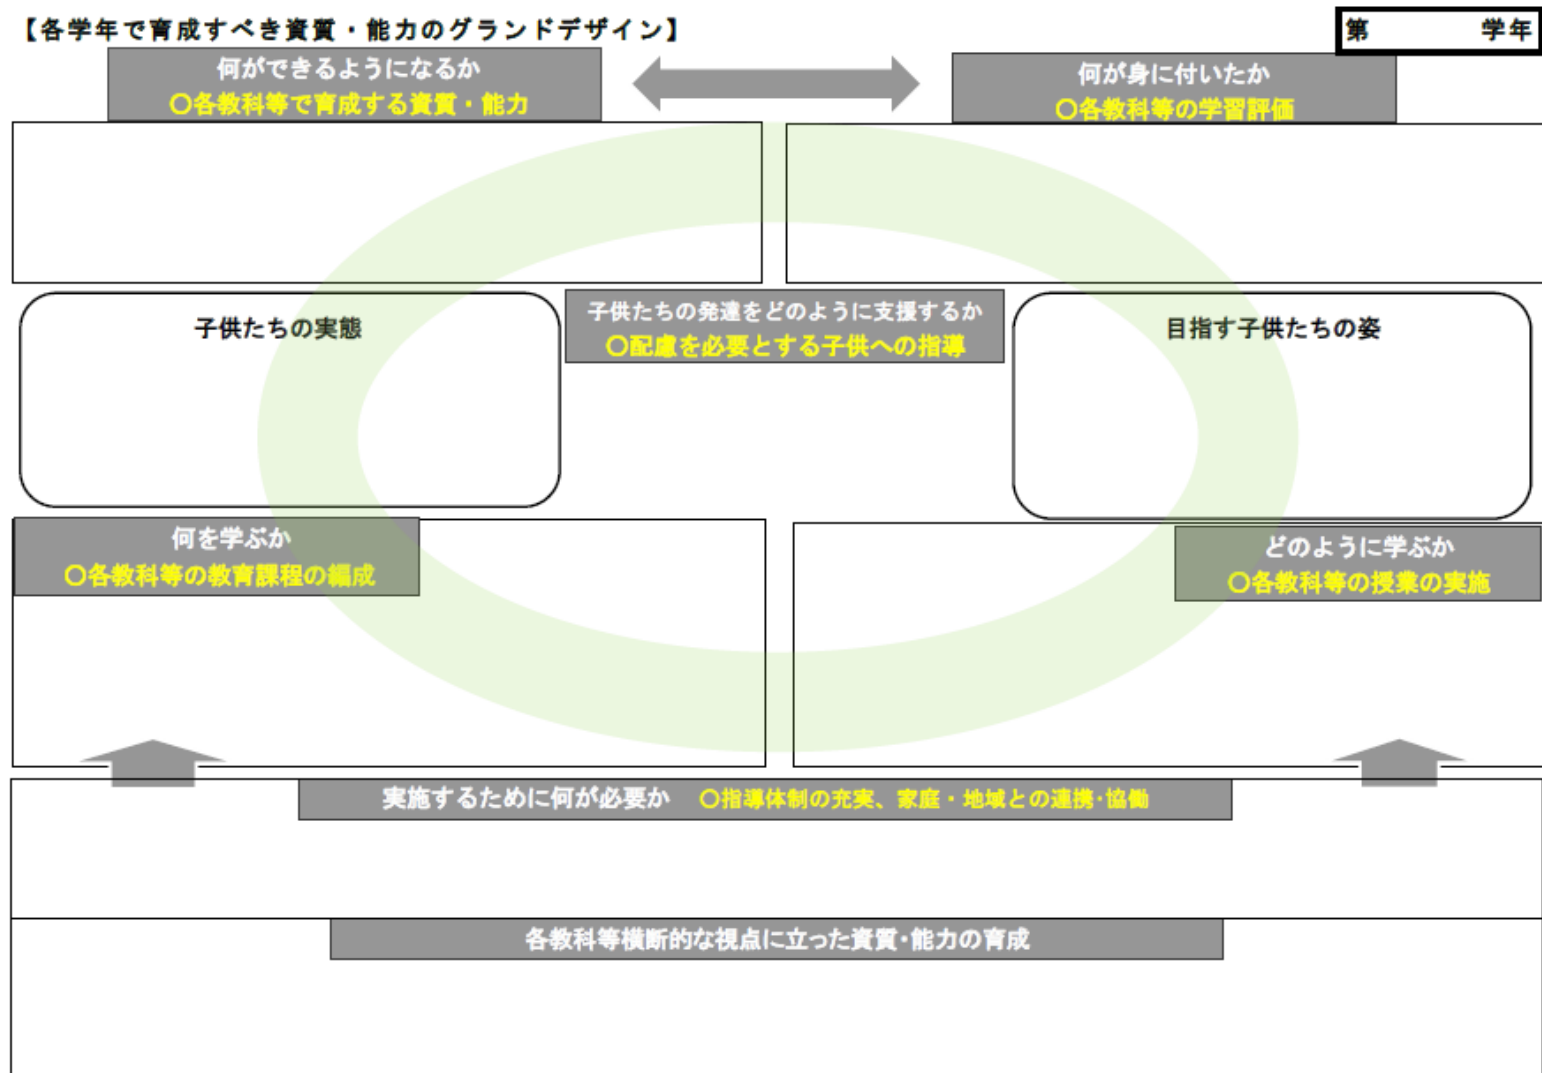 【各学年で育成すべき資質・能力のグランドデザイン】
第　　　　学年
何ができるようになるか
〇各教科等で育成する資質・能力
何が身に付いたか
〇各教科等の学習評価
子供たちの実態
子供たちの発達をどのように支援するか
〇配慮を必要とする子供への指導
目指す子供たちの姿
何を学ぶか
〇各教科等の教育課程の編成
どのように学ぶか
〇各教科等の授業の実施
実施するために何が必要か　〇指導体制の充実、家庭・地域との連携・協働
各教科等横断的な視点に立った資質・能力の育成